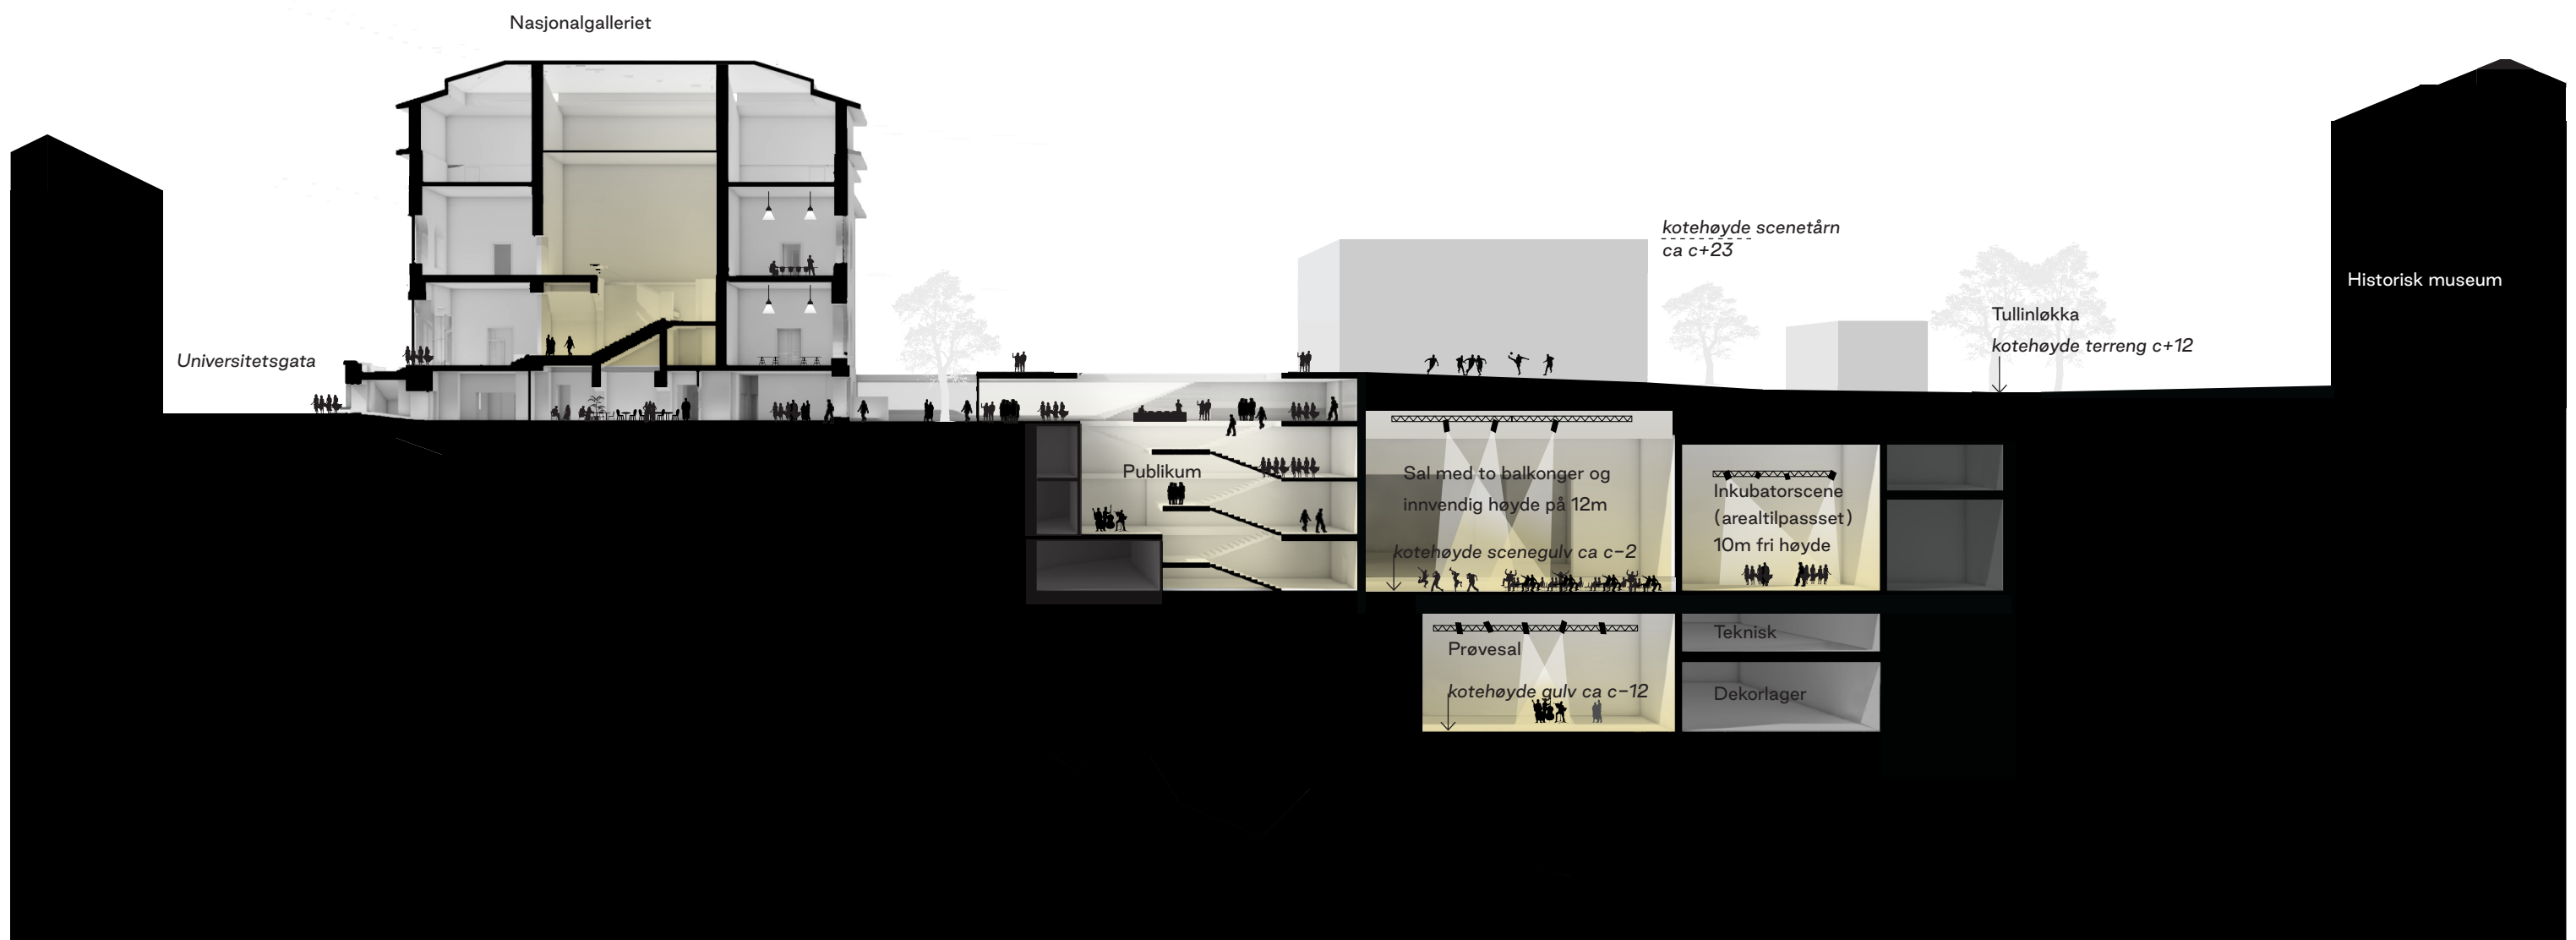 Nasjonalgalleriet
kotehøyde scenetårn
ca c+23
Historisk museum
Tullinløkka
kotehøyde terreng c+12
Universitetsgata
Publikum
Sal med to balkonger og
innvendig høyde på 12m
kotehøyde scenegulv ca c−2
Inkubatorscene
(arealtilpassset)
10m fri høyde
Prøvesal
kotehøyde gulv ca c−12
Teknisk
Dekorlager